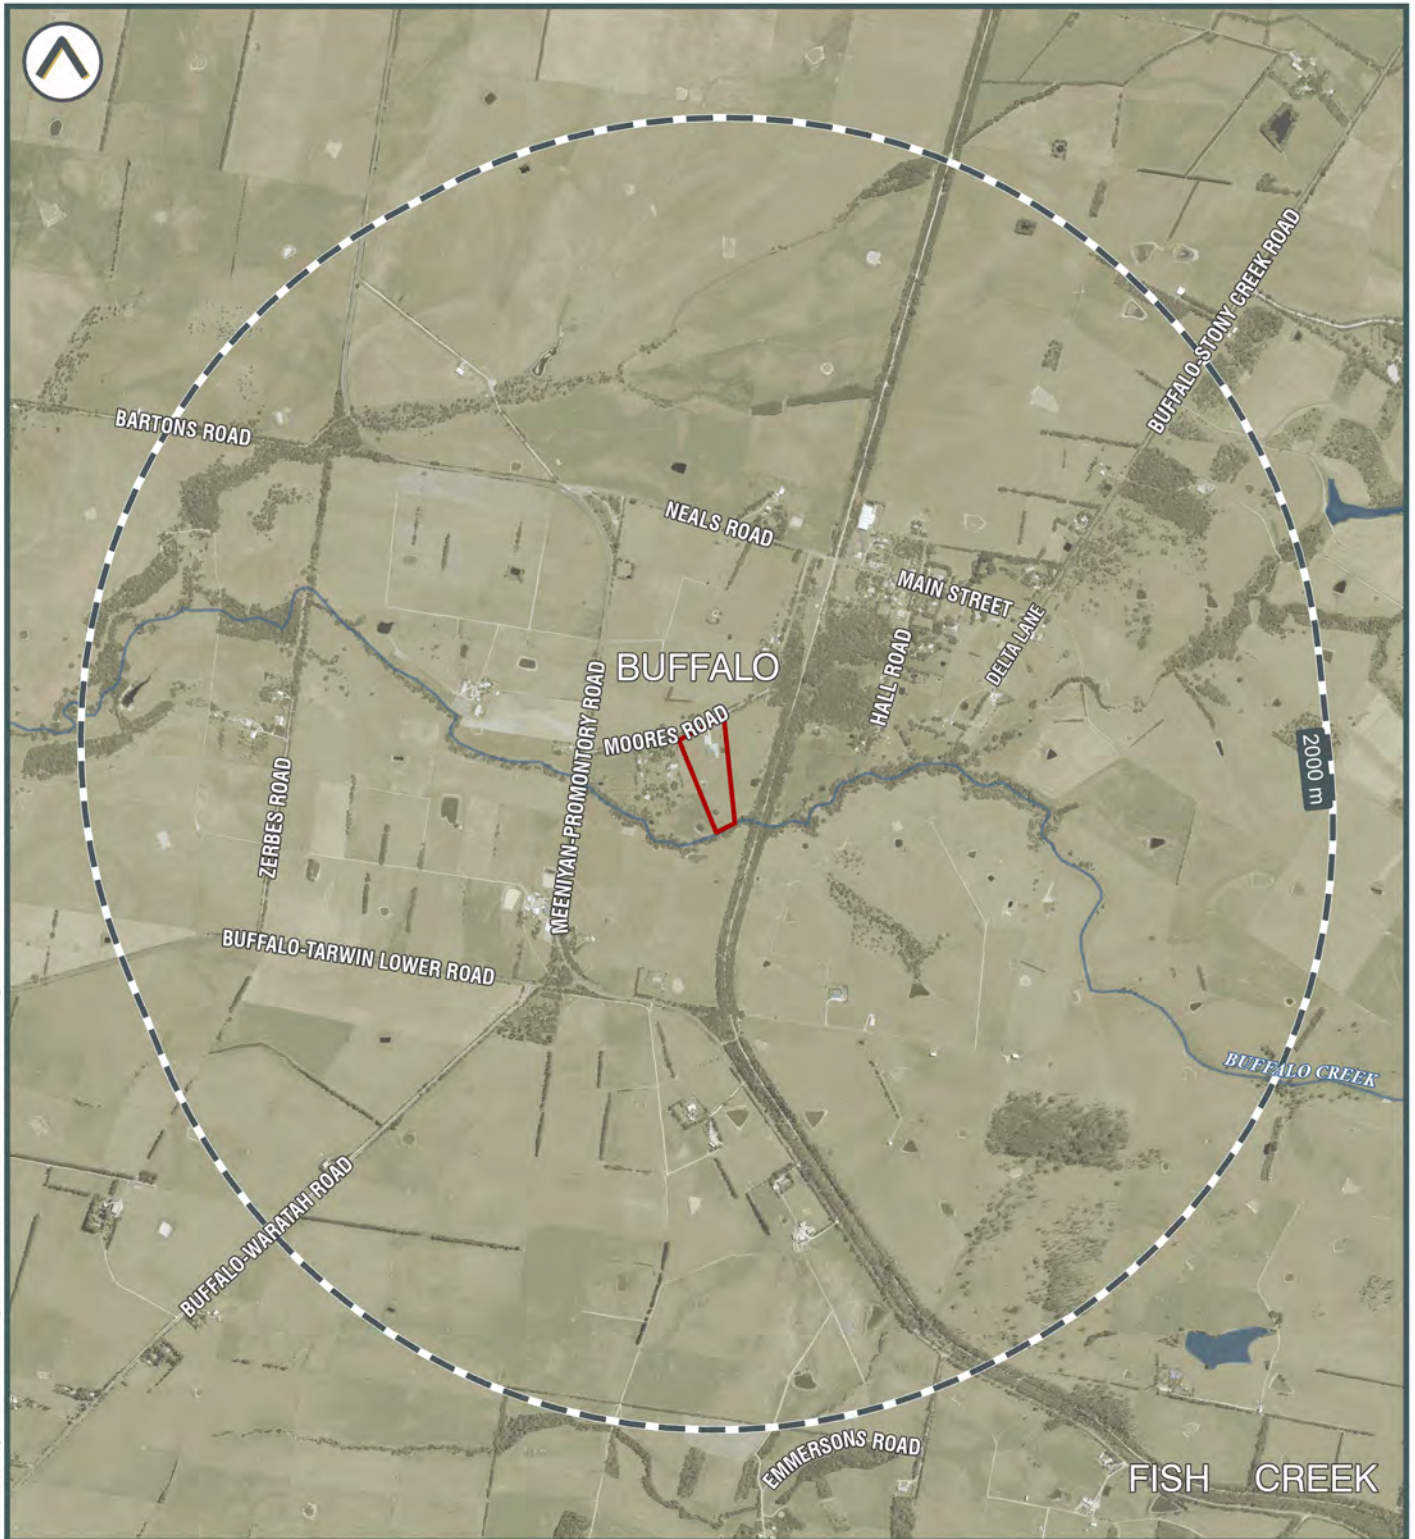 BUFFALO-STONY CREEK ROAD
BARTONS ROAD
NEALS ROAD
MAIN STREET
DELTA LANE
HALL ROAD
BUFFALO
MOORES ROAD
MEENIYAN-PROMONTORY ROAD
2000 m
ZERBES ROAD
BUFFALO-TARWIN LOWER ROAD
BUFFALO CREEK
BUFFALO-WARATAH ROAD
EMMERSONS ROAD
FISH CREEK